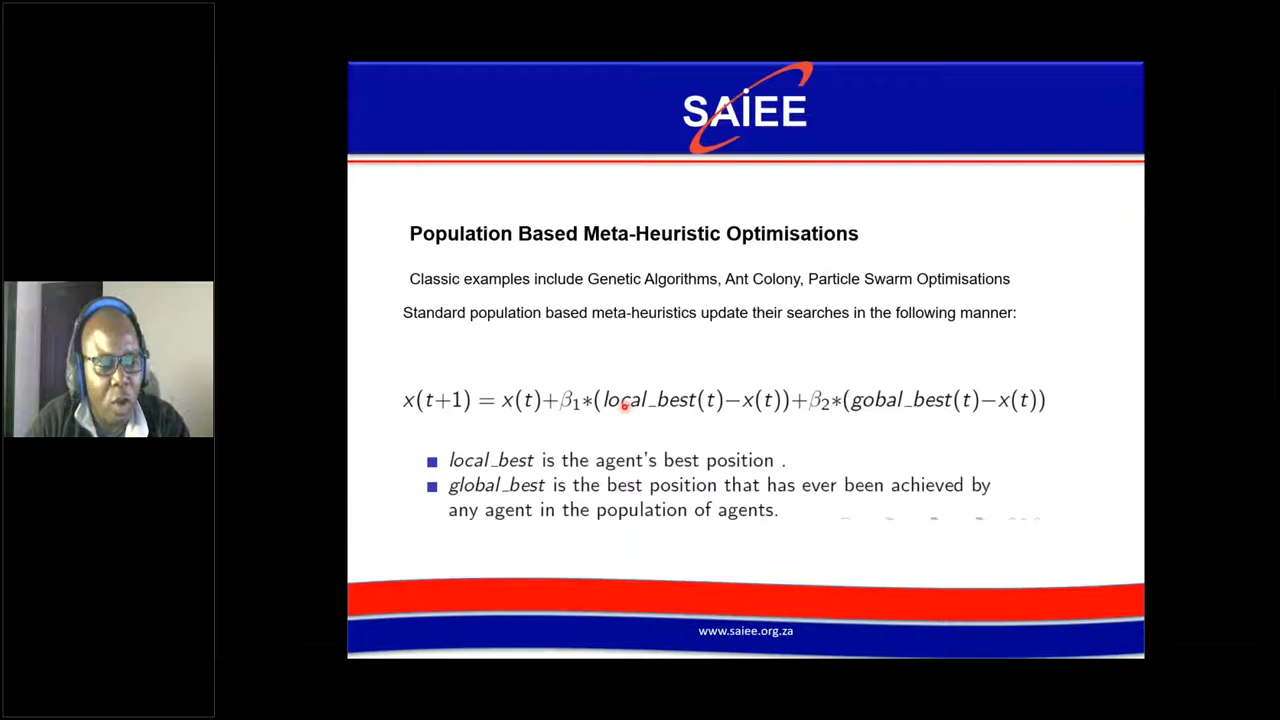 SAiEE
Population Based Meta-Heuristic Optimisations
Classic examples include Genetic Algorithms, Ant Colony, Particle Swarm Optimisations
Standard population based meta-heuristics update their searches in the following manner:
x(t+1) = x(t)+β₁*(local_best(t)−x(t))+β₂*(gobal_best(t)−x(t))
■ local_best is the agent's best position .
■ global_best is the best position that has ever been achieved by
any agent in the population of agents.
www.saiee.org.za